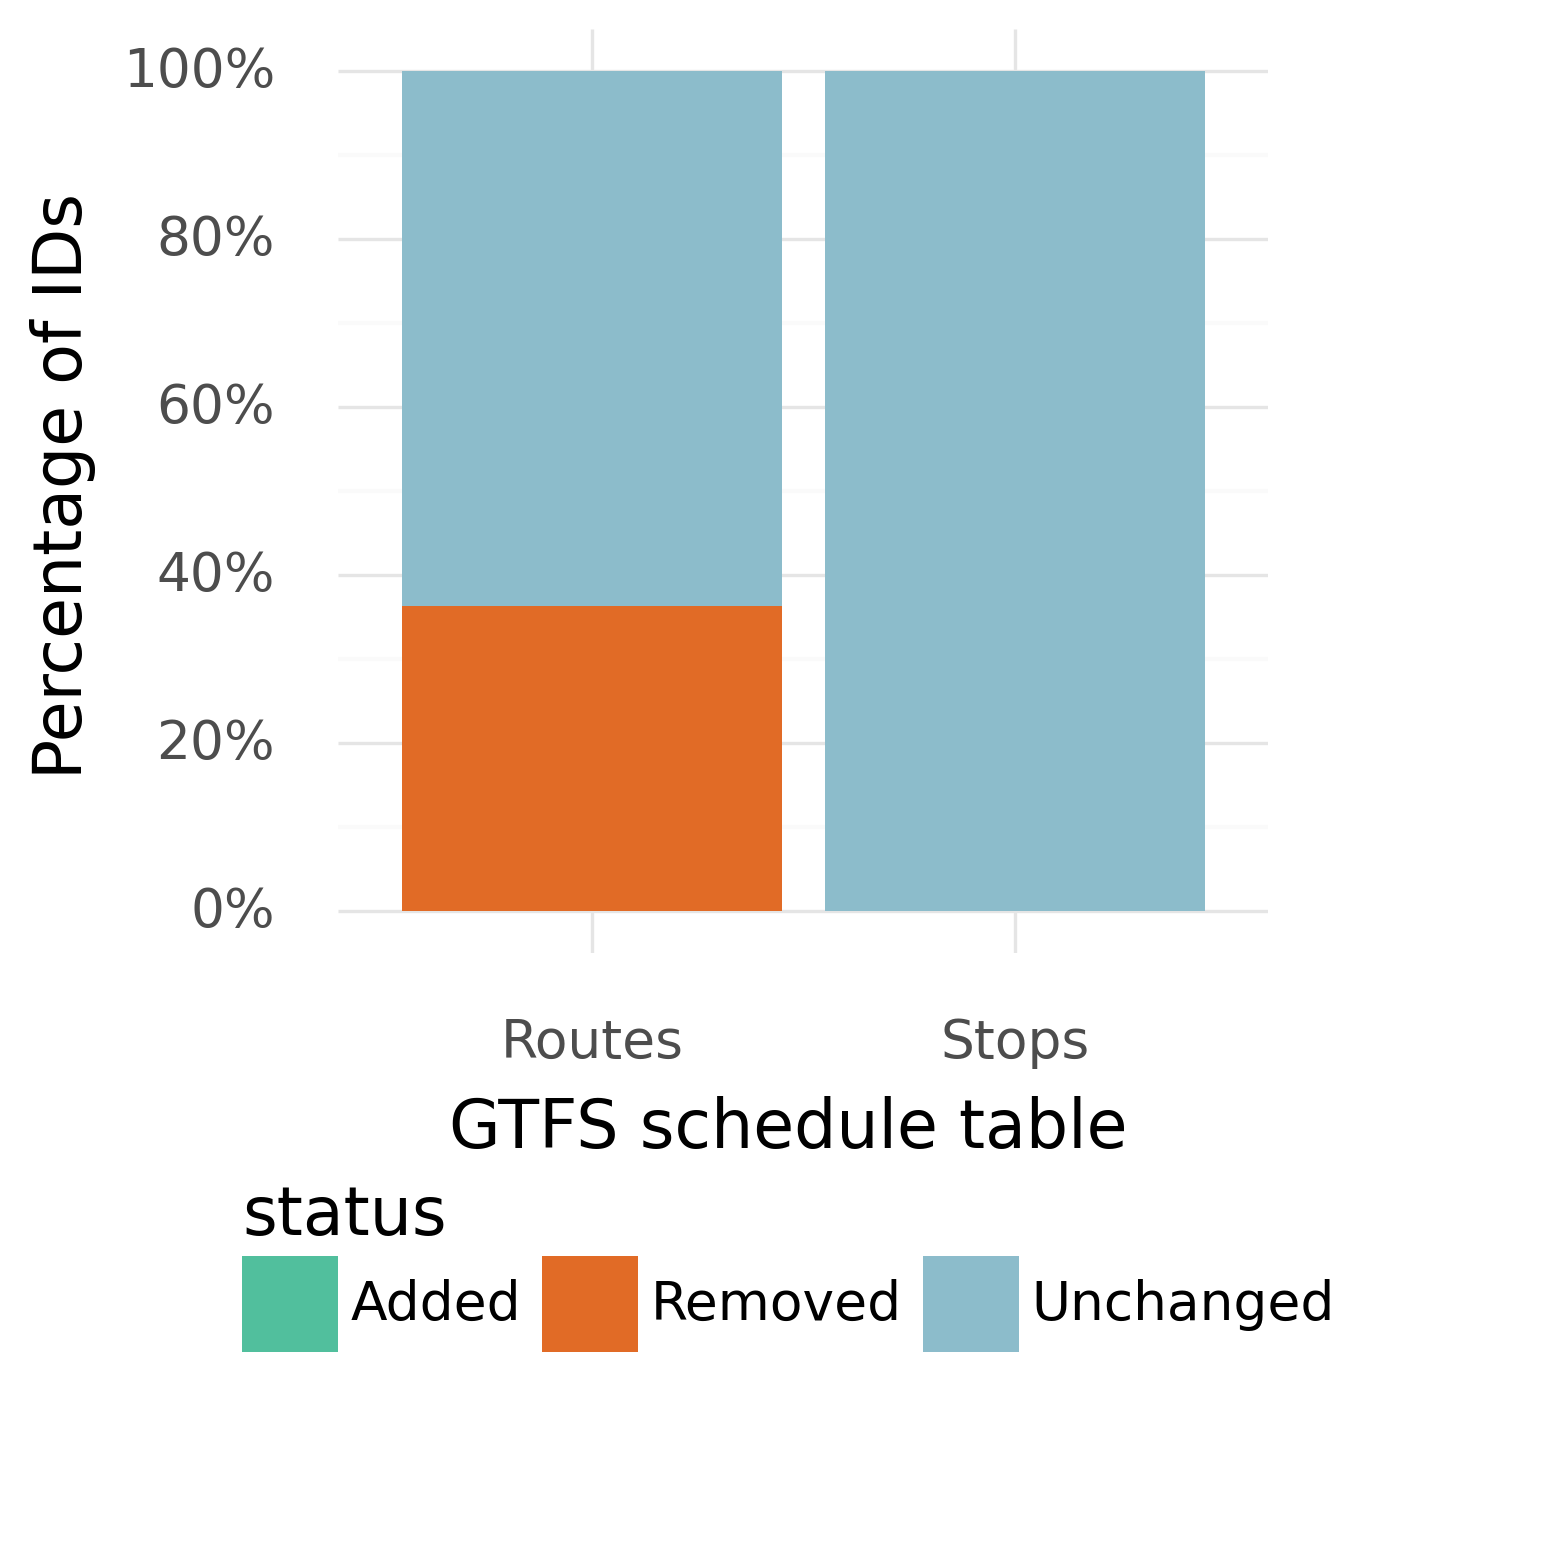 100%
80%
60%
40%
20%
0%
Percentage of IDs
Routes Stops
GTFS schedule table
status
Added Removed Unchanged